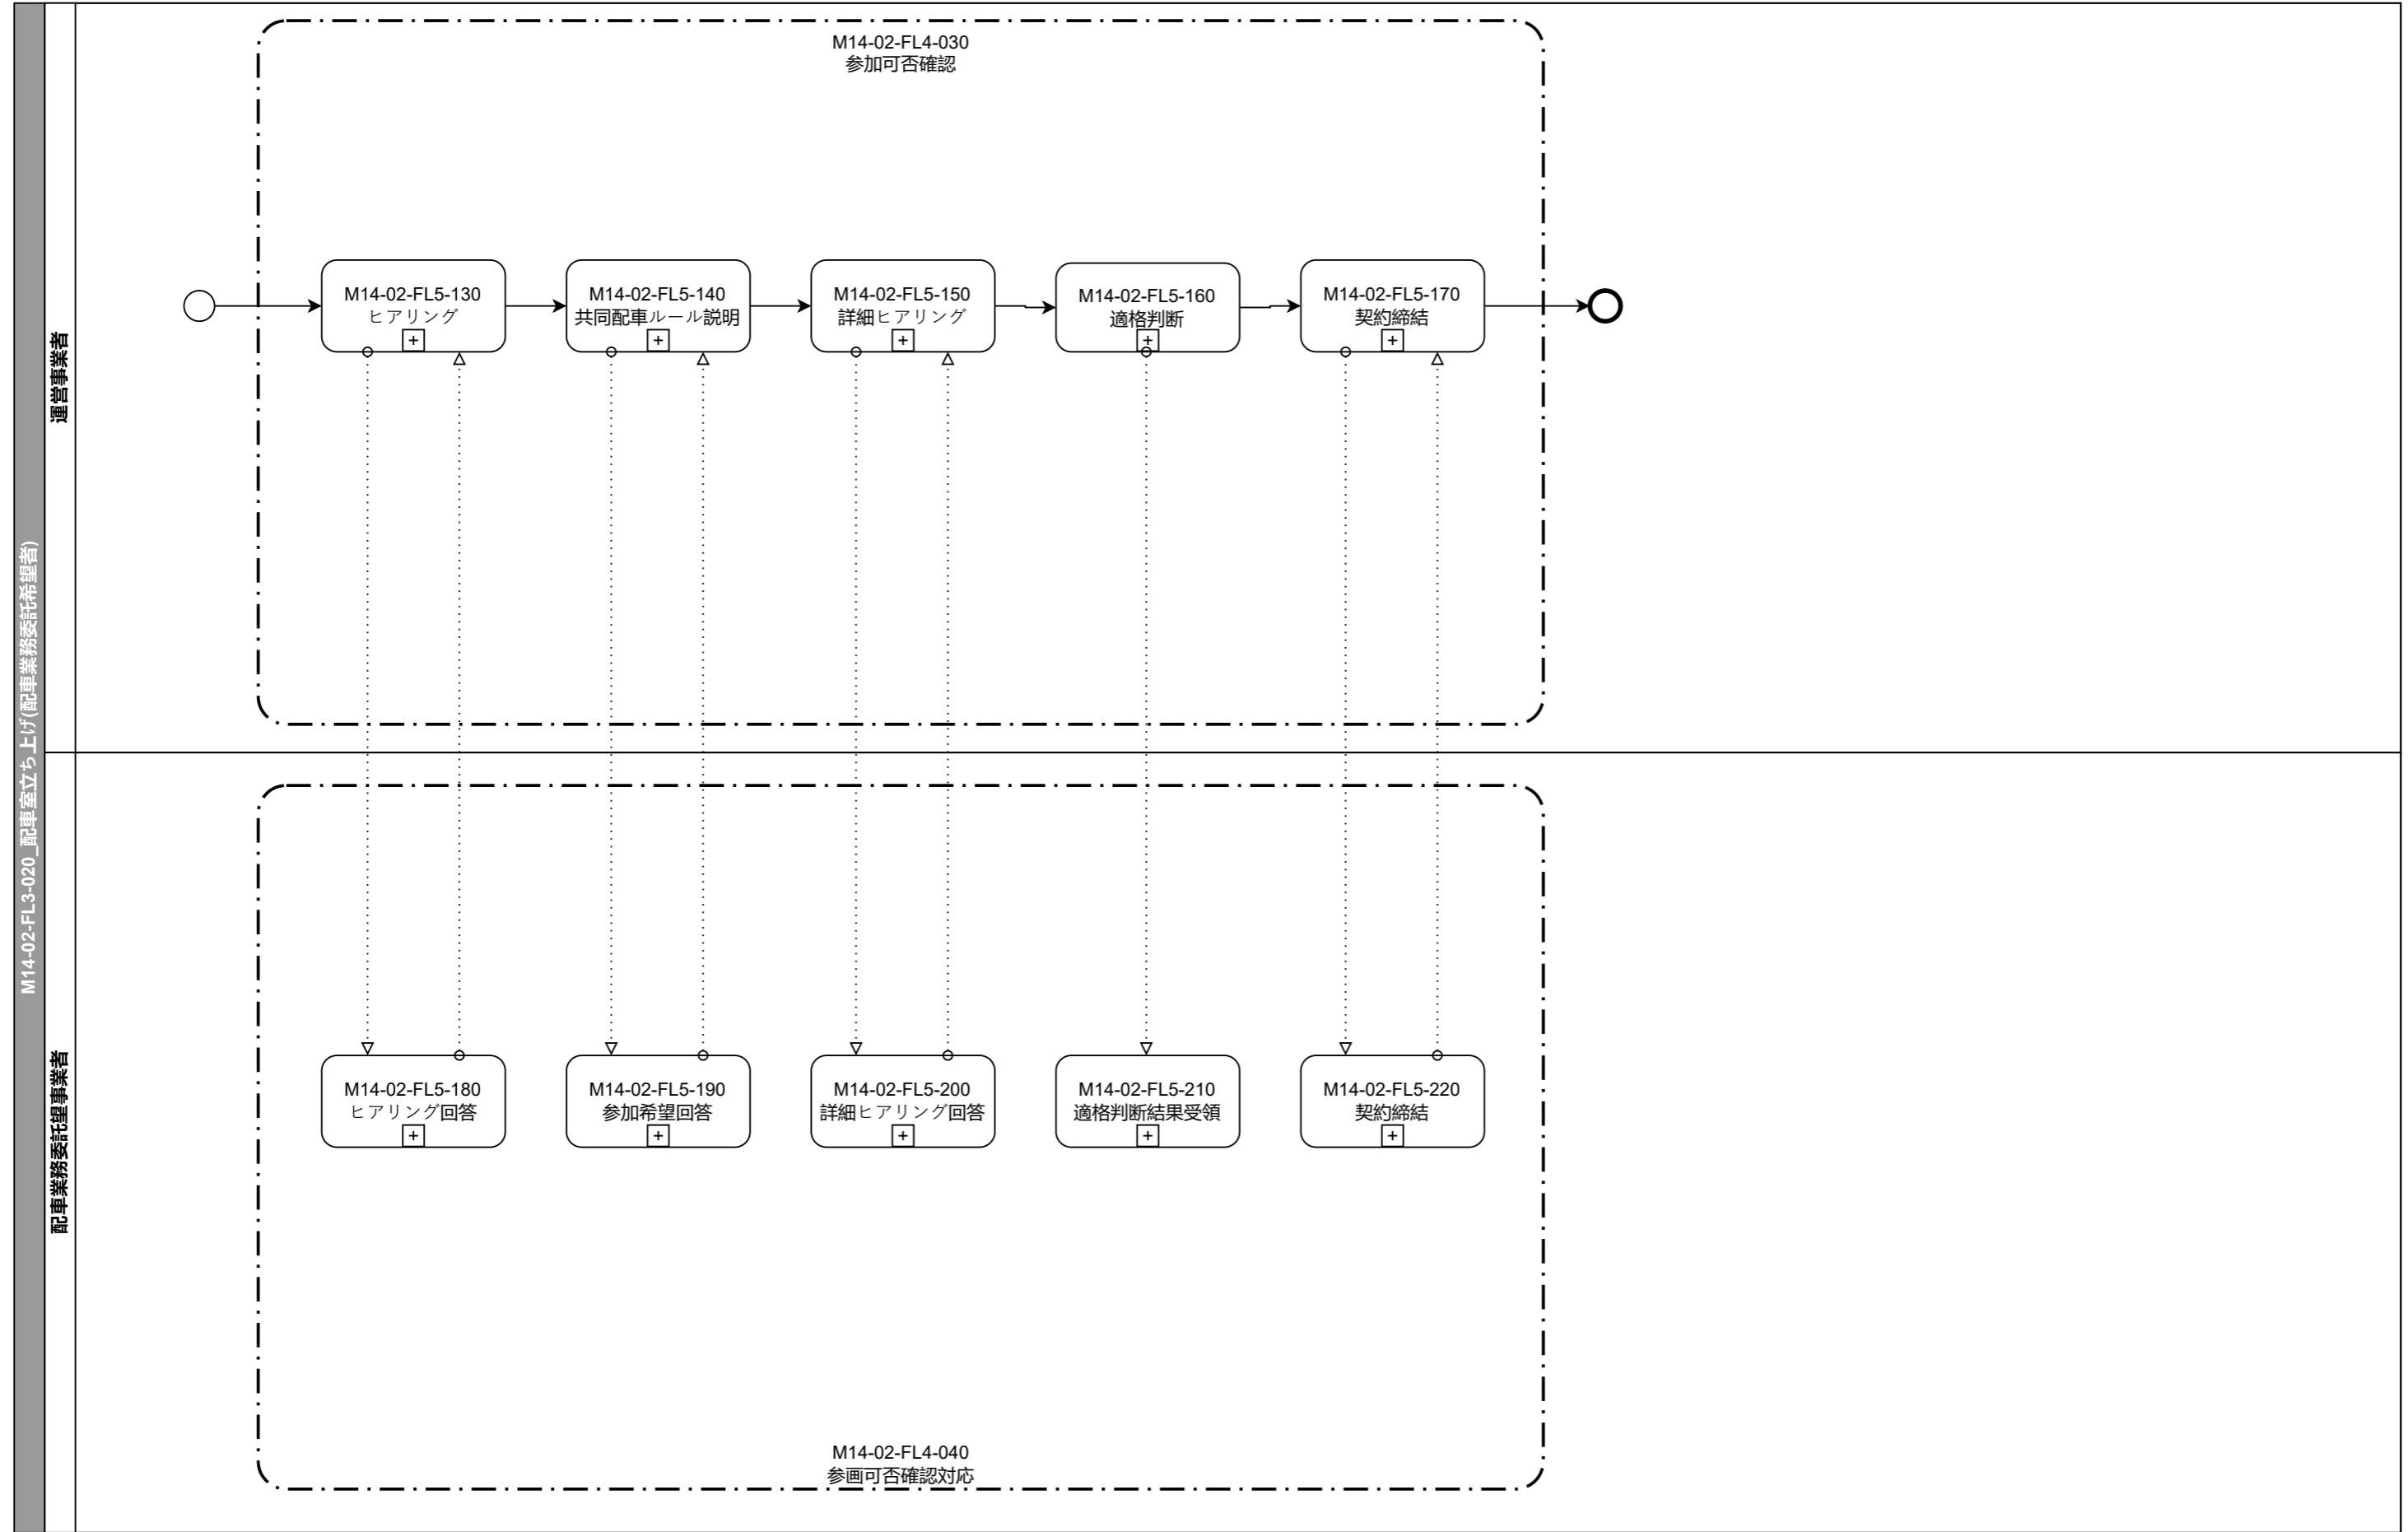 M14-02-FL3-020_配車室立ち上げ(配車業務委託希望者)
運営事業者
M14-02-FL4-030
参加可否確認
M14-02-FL5-130
ヒアリング
+
M14-02-FL5-140
共同配車ルール説明
+
M14-02-FL5-150
詳細ヒアリング
+
M14-02-FL5-160
適格判断
+
M14-02-FL5-170
契約締結
+
配車業務委託望事業者
M14-02-FL5-180
ヒアリング回答
+
M14-02-FL5-190
参加希望回答
+
M14-02-FL5-200
詳細ヒアリング回答
+
M14-02-FL5-210
適格判断結果受領
+
M14-02-FL5-220
契約締結
+
M14-02-FL4-040
参画可否確認対応